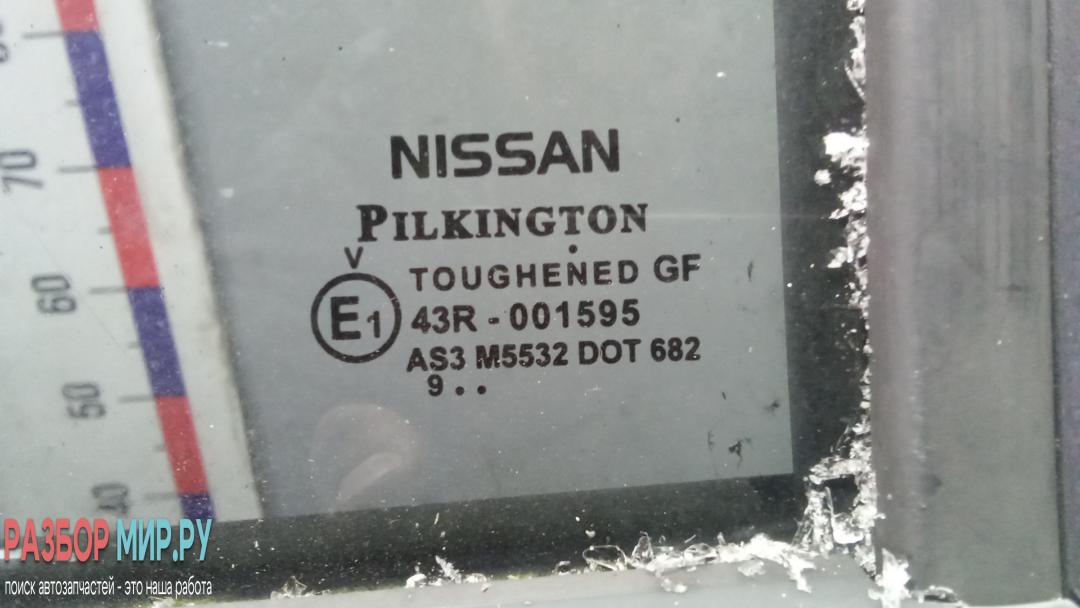 NISSAN
PILKINGTON
V
TOUGHENED GF
E1
43R - 001595
AS3 M5532 DOT 682
9 . .
70
60
50
40
РАЗБОР МИР.РУ
поиск автозапчастей - это наша работа